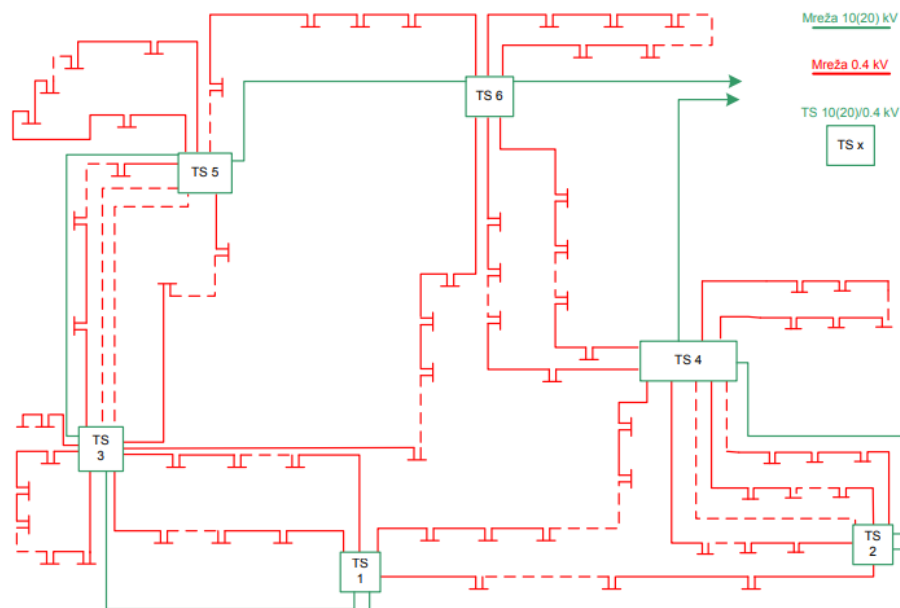 Mreža 10(20) kV
Mreža 0.4 kV
TS 10(20)/0.4 kV
TS x
TS 6
TS 5
TS 4
TS
3
TS
1
TS
2